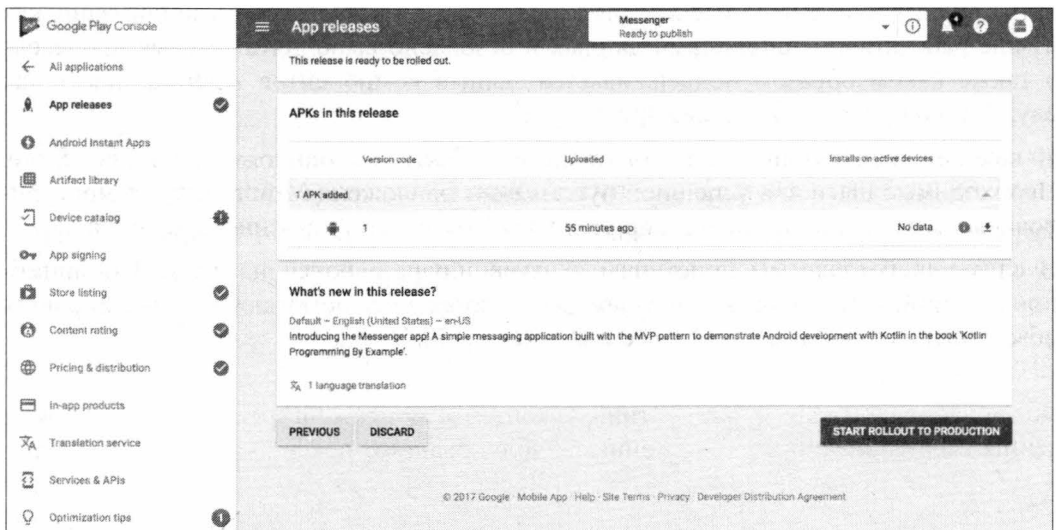 Google Play Console
App releases
Messenger
Ready to publish
4
All applications
App releases
Android Instant Apps
Artifact library
Device catalog
App signing
Store listing
Content rating
Pricing & distribution
In-app products
Translation service
Services & APIs
Optimization tips
1
This release is ready to be rolled out.
APKs in this release
Version code Uploaded Installs on active devices
1 APK added
1 55 minutes ago No data
What's new in this release?
Default – English (United States) – en-US
Introducing the Messenger app! A simple messaging application built with the MVP pattern to demonstrate Android development with Kotlin in the book 'Kotlin
Programming By Example'.
1 language translation
PREVIOUS DISCARD START ROLLOUT TO PRODUCTION
© 2017 Google · Mobile App · Help · Site Terms · Privacy · Developer Distribution Agreement